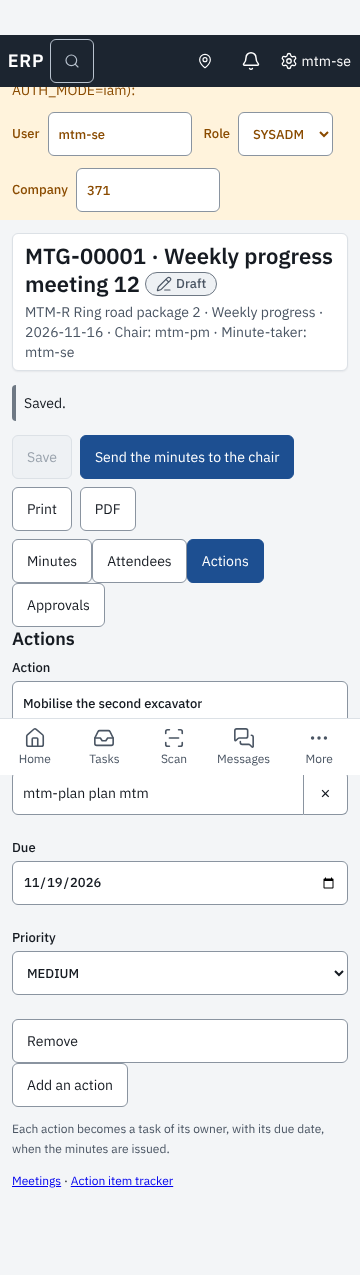 ERP
mtm-se
AUTH_MODE=iam):
User mtm-se Role SYSADM
Company 371
MTG-00001 · Weekly progress
meeting 12 Draft
MTM-R Ring road package 2 · Weekly progress ·
2026-11-16 · Chair: mtm-pm · Minute-taker:
mtm-se
Saved.
Save Send the minutes to the chair
Print PDF
Minutes Attendees Actions
Approvals
Actions
Action
Mobilise the second excavator
Home Tasks Scan Messages More
mtm-plan plan mtm ×
Due
11/19/2026
Priority
MEDIUM
Remove
Add an action
Each action becomes a task of its owner, with its due date,
when the minutes are issued.
Meetings · Action item tracker